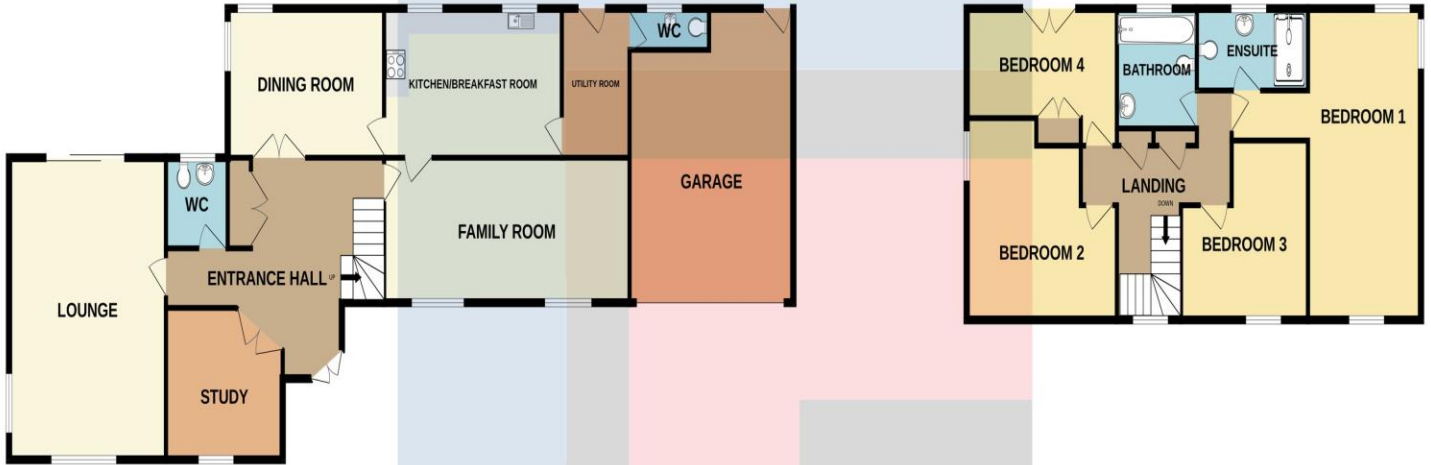 DINING ROOM
KITCHEN/BREAKFAST ROOM
UTILITY ROOM
WC
GARAGE
WC
FAMILY ROOM
ENTRANCE HALL
UP
LOUNGE
STUDY
BEDROOM 4
BATHROOM
ENSUITE
BEDROOM 1
LANDING
DOWN
BEDROOM 2
BEDROOM 3